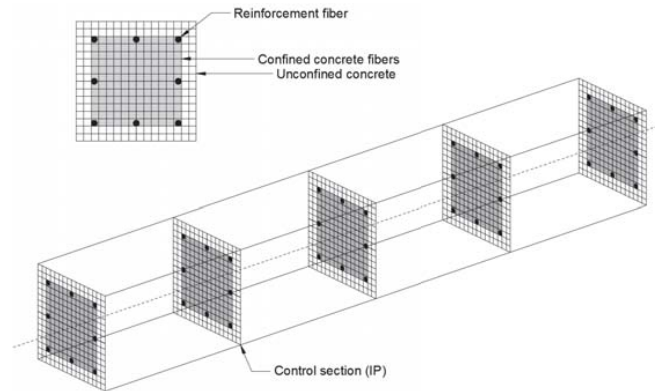 Reinforcement fiber
Confined concrete fibers
Unconfined concrete
Control section (IP)